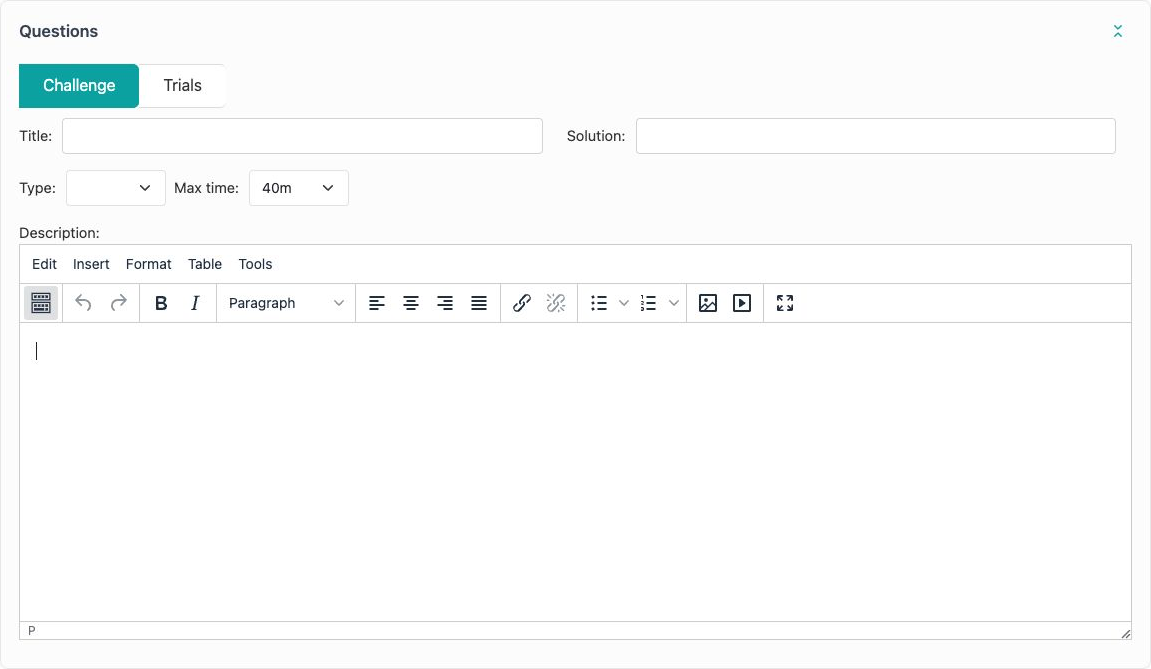 Questions
Challenge Trials
Title: Solution:
Type: Max time: 40m
Description:
Edit Insert Format Table Tools
B I Paragraph
P